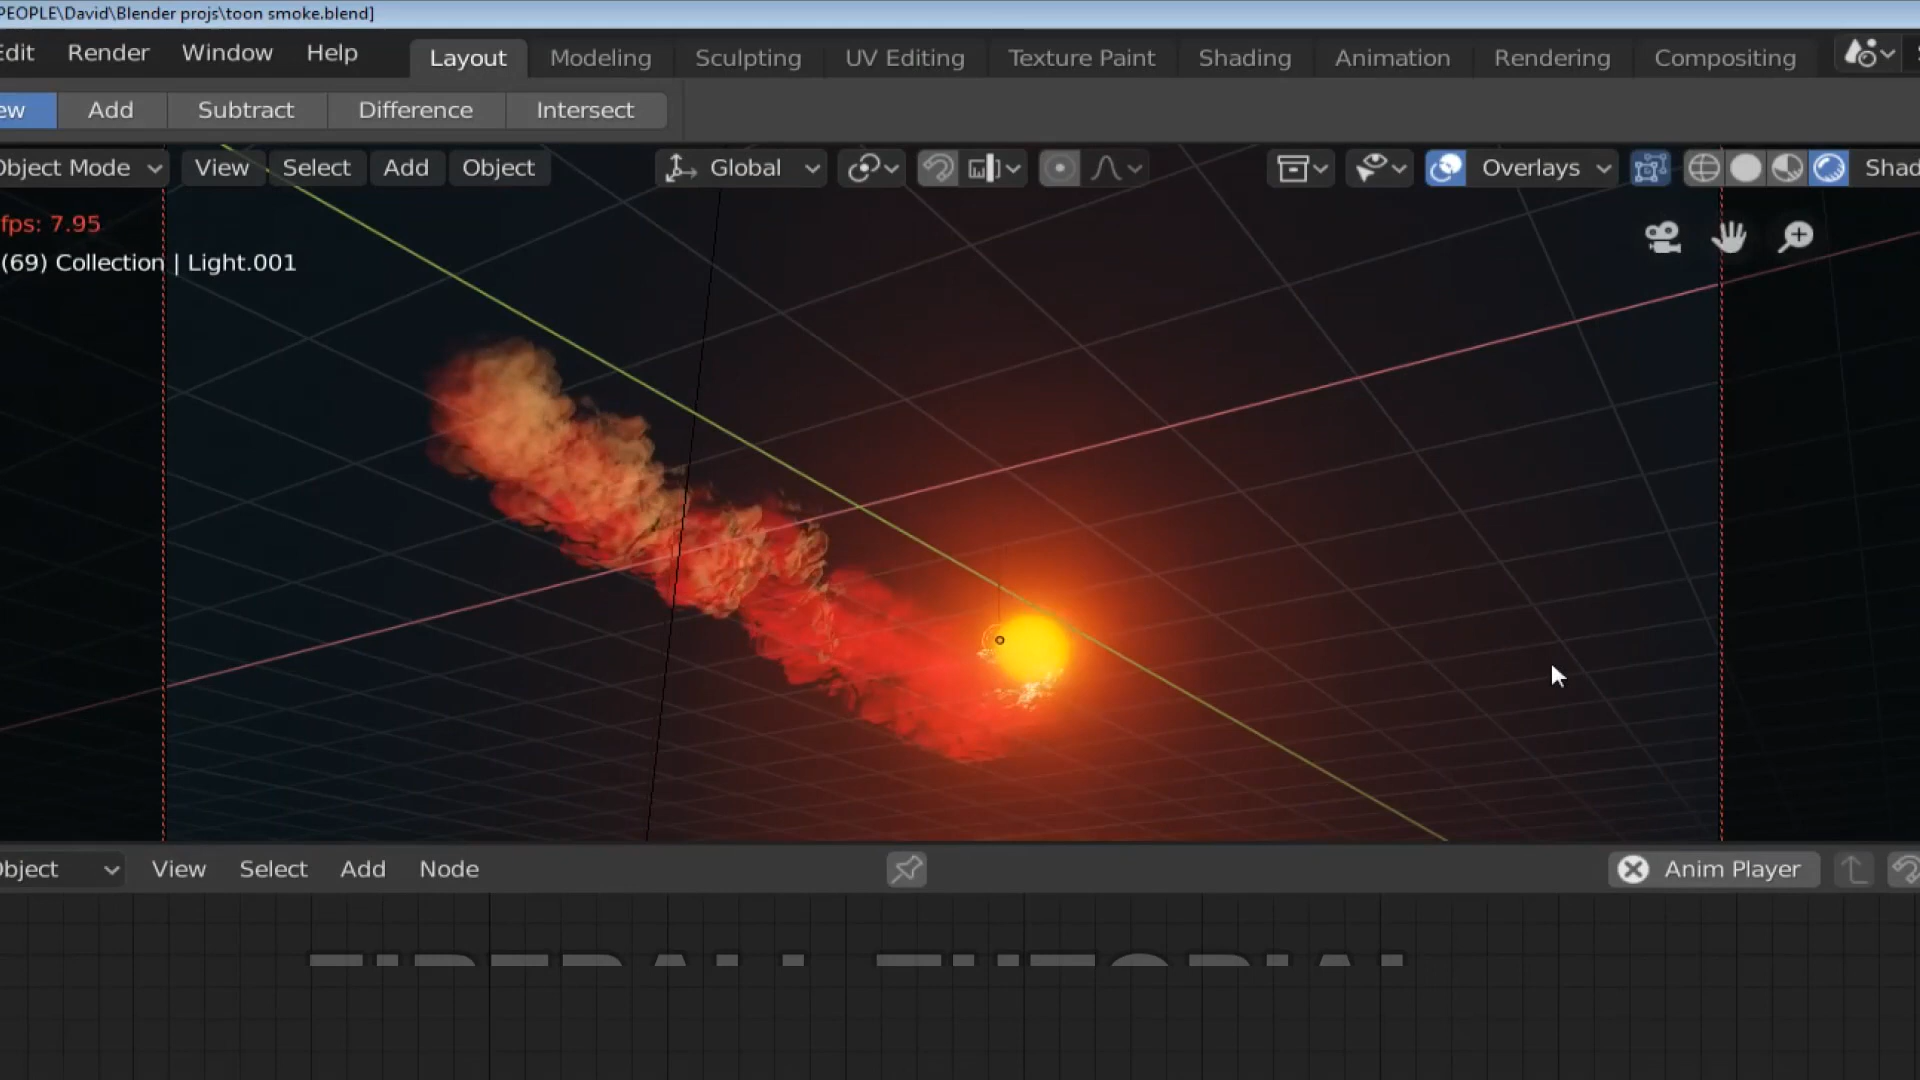 PEOPLE\David\Blender projs\toon smoke.blend]
Edit Render Window Help Layout Modeling Sculpting UV Editing Texture Paint Shading Animation Rendering Compositing
ew Add Subtract Difference Intersect
Object Mode View Select Add Object Global Overlays Shad
fps: 7.95
(69) Collection | Light.001
Object View Select Add Node Anim Player
FIREBALL TUTORIAL